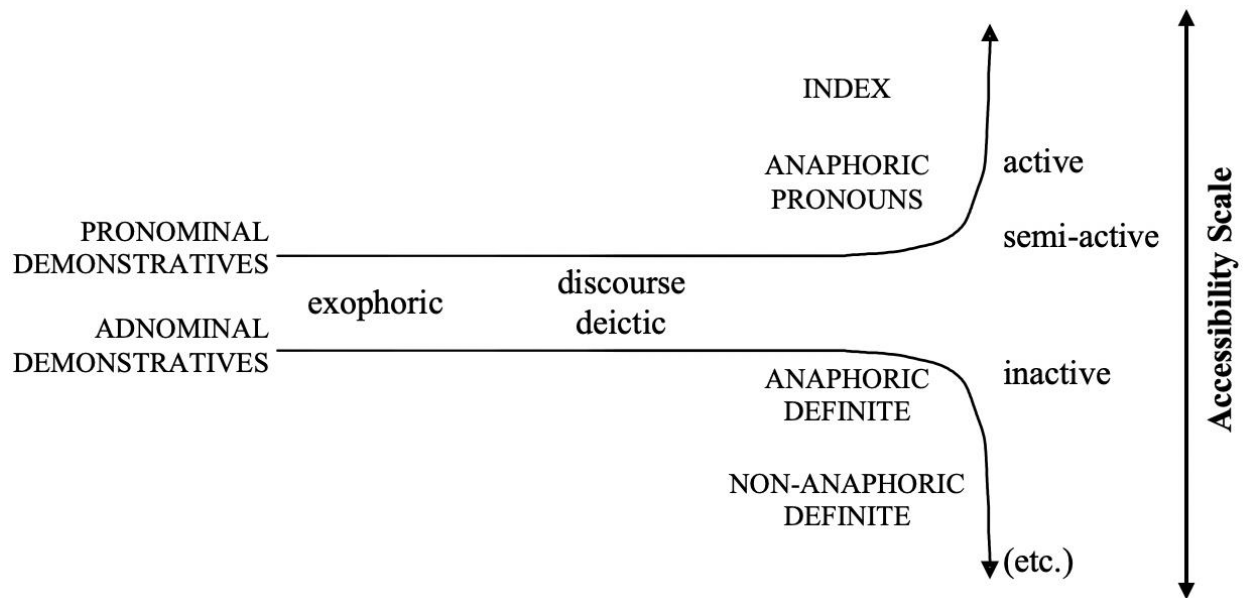 INDEX
ANAPHORIC
PRONOUNS
active
PRONOMINAL
DEMONSTRATIVES
semi-active
exophoric
discourse
deictic
ADNOMINAL
DEMONSTRATIVES
ANAPHORIC
DEFINITE
inactive
NON-ANAPHORIC
DEFINITE
(etc.)
Accessibility Scale